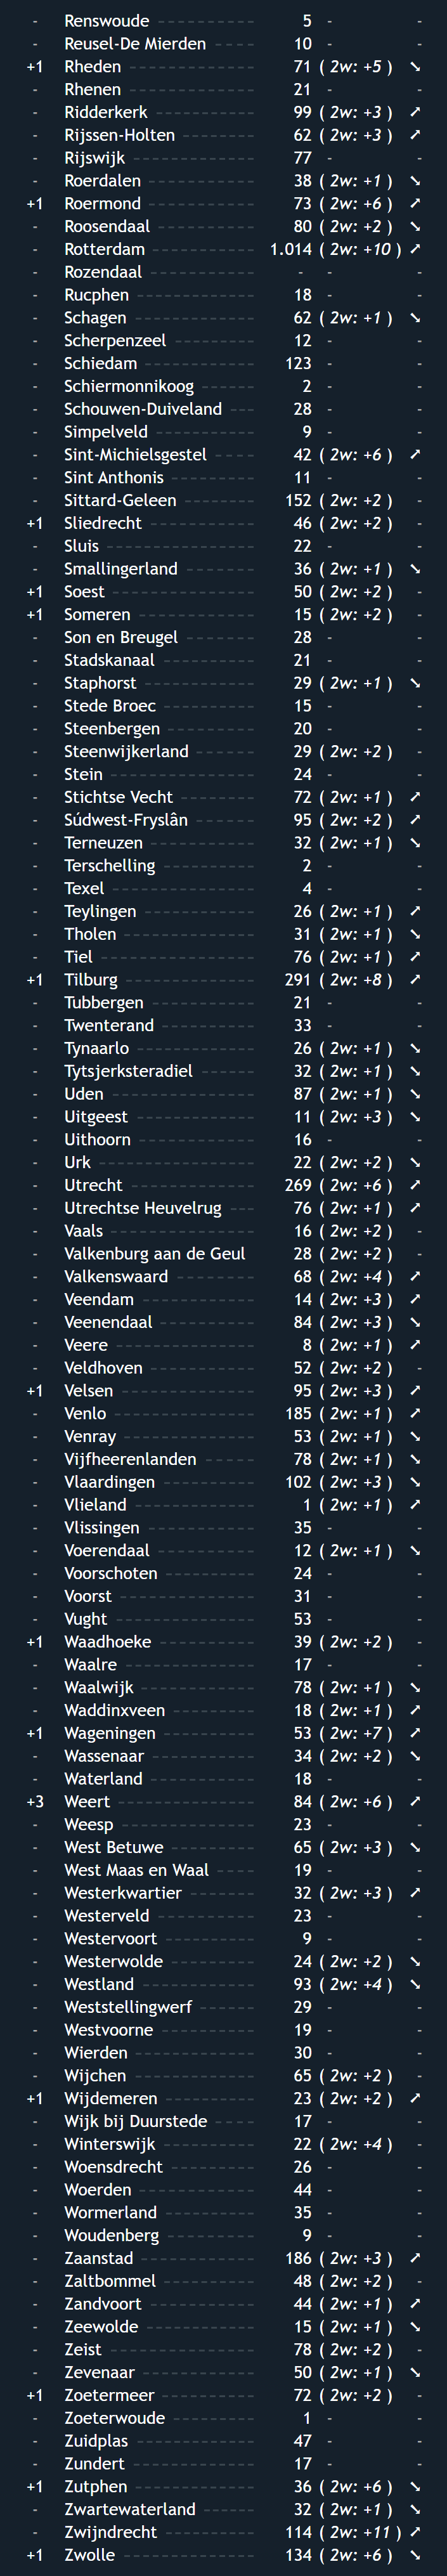 - Renswoude 5 - -
- Reusel-De Mierden 10 - -
+1 Rheden 71 ( 2w: +5 ) ➘
- Rhenen 21 - -
- Ridderkerk 99 ( 2w: +3 ) ➚
- Rijssen-Holten 62 ( 2w: +3 ) ➚
- Rijswijk 77 - -
- Roerdalen 38 ( 2w: +1 ) ➘
+1 Roermond 73 ( 2w: +6 ) ➚
- Roosendaal 80 ( 2w: +2 ) ➘
- Rotterdam 1.014 ( 2w: +10 ) ➚
- Rozendaal - - -
- Rucphen 18 - -
- Schagen 62 ( 2w: +1 ) ➘
- Scherpenzeel 12 - -
- Schiedam 123 - -
- Schiermonnikoog 2 - -
- Schouwen-Duiveland 28 - -
- Simpelveld 9 - -
- Sint-Michielsgestel 42 ( 2w: +6 ) ➚
- Sint Anthonis 11 - -
- Sittard-Geleen 152 ( 2w: +2 ) -
+1 Sliedrecht 46 ( 2w: +2 ) -
- Sluis 22 - -
- Smallingerland 36 ( 2w: +1 ) ➘
+1 Soest 50 ( 2w: +2 ) -
+1 Someren 15 ( 2w: +2 ) -
- Son en Breugel 28 - -
- Stadskanaal 21 - -
- Staphorst 29 ( 2w: +1 ) ➘
- Stede Broec 15 - -
- Steenbergen 20 - -
- Steenwijkerland 29 ( 2w: +2 ) -
- Stein 24 - -
- Stichtse Vecht 72 ( 2w: +1 ) ➚
- Súdwest-Fryslân 95 ( 2w: +2 ) ➚
- Terneuzen 32 ( 2w: +1 ) ➘
- Terschelling 2 - -
- Texel 4 - -
- Teylingen 26 ( 2w: +1 ) ➚
- Tholen 31 ( 2w: +1 ) ➘
- Tiel 76 ( 2w: +1 ) ➚
+1 Tilburg 291 ( 2w: +8 ) ➚
- Tubbergen 21 - -
- Twenterand 33 - -
- Tynaarlo 26 ( 2w: +1 ) ➘
- Tytsjerksteradiel 32 ( 2w: +1 ) ➘
- Uden 87 ( 2w: +1 ) ➘
- Uitgeest 11 ( 2w: +3 ) ➘
- Uithoorn 16 - -
- Urk 22 ( 2w: +2 ) ➘
- Utrecht 269 ( 2w: +6 ) ➚
- Utrechtse Heuvelrug 76 ( 2w: +1 ) ➚
- Vaals 16 ( 2w: +2 ) -
- Valkenburg aan de Geul 28 ( 2w: +2 ) -
- Valkenswaard 68 ( 2w: +4 ) ➚
- Veendam 14 ( 2w: +3 ) ➚
- Veenendaal 84 ( 2w: +3 ) ➘
- Veere 8 ( 2w: +1 ) ➚
- Veldhoven 52 ( 2w: +2 ) -
+1 Velsen 95 ( 2w: +3 ) ➚
- Venlo 185 ( 2w: +1 ) ➚
- Venray 53 ( 2w: +1 ) ➘
- Vijfheerenlanden 78 ( 2w: +1 ) ➘
- Vlaardingen 102 ( 2w: +3 ) ➘
- Vlieland 1 ( 2w: +1 ) ➚
- Vlissingen 35 - -
- Voerendaal 12 ( 2w: +1 ) ➘
- Voorschoten 24 - -
- Voorst 31 - -
- Vught 53 - -
+1 Waadhoeke 39 ( 2w: +2 ) -
- Waalre 17 - -
- Waalwijk 78 ( 2w: +1 ) ➘
- Waddinxveen 18 ( 2w: +1 ) ➚
+1 Wageningen 53 ( 2w: +7 ) ➚
- Wassenaar 34 ( 2w: +2 ) ➘
- Waterland 18 - -
+3 Weert 84 ( 2w: +6 ) ➚
- Weesp 23 - -
- West Betuwe 65 ( 2w: +3 ) ➘
- West Maas en Waal 19 - -
- Westerkwartier 32 ( 2w: +3 ) ➚
- Westerveld 23 - -
- Westervoort 9 - -
- Westerwolde 24 ( 2w: +2 ) ➘
- Westland 93 ( 2w: +4 ) ➘
- Weststellingwerf 29 - -
- Westvoorne 19 - -
- Wierden 30 - -
- Wijchen 65 ( 2w: +2 ) -
+1 Wijdemeren 23 ( 2w: +2 ) ➚
- Wijk bij Duurstede 17 - -
- Winterswijk 22 ( 2w: +4 ) -
- Woensdrecht 26 - -
- Woerden 44 - -
- Wormerland 35 - -
- Woudenberg 9 - -
- Zaanstad 186 ( 2w: +3 ) ➚
- Zaltbommel 48 ( 2w: +2 ) -
- Zandvoort 44 ( 2w: +1 ) ➚
- Zeewolde 15 ( 2w: +1 ) ➘
- Zeist 78 ( 2w: +2 ) -
- Zevenaar 50 ( 2w: +1 ) ➘
+1 Zoetermeer 72 ( 2w: +2 ) -
- Zoeterwoude 1 - -
- Zuidplas 47 - -
- Zundert 17 - -
+1 Zutphen 36 ( 2w: +6 ) ➘
- Zwartewaterland 32 ( 2w: +1 ) ➘
- Zwijndrecht 114 ( 2w: +11 ) ➚
+1 Zwolle 134 ( 2w: +6 ) ➘